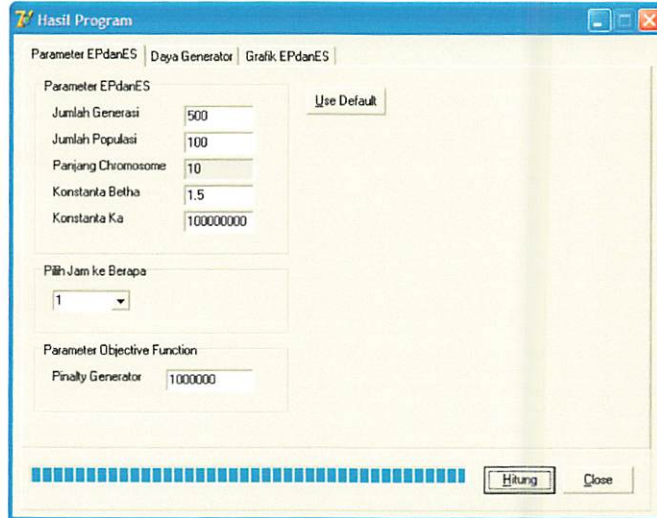 Hasil Program
Parameter EPdanES Daya Generator Grafik EPdanES
Parameter EPdanES
Jumlah Generasi 500
Jumlah Populasi 100
Panjang Chromosome 10
Konstanta Betha 1.5
Konstanta Ka 100000000
Use Default
Pilih Jam ke Berapa
1
Parameter Objective Function
Pinalty Generator 1000000
Hitung Close